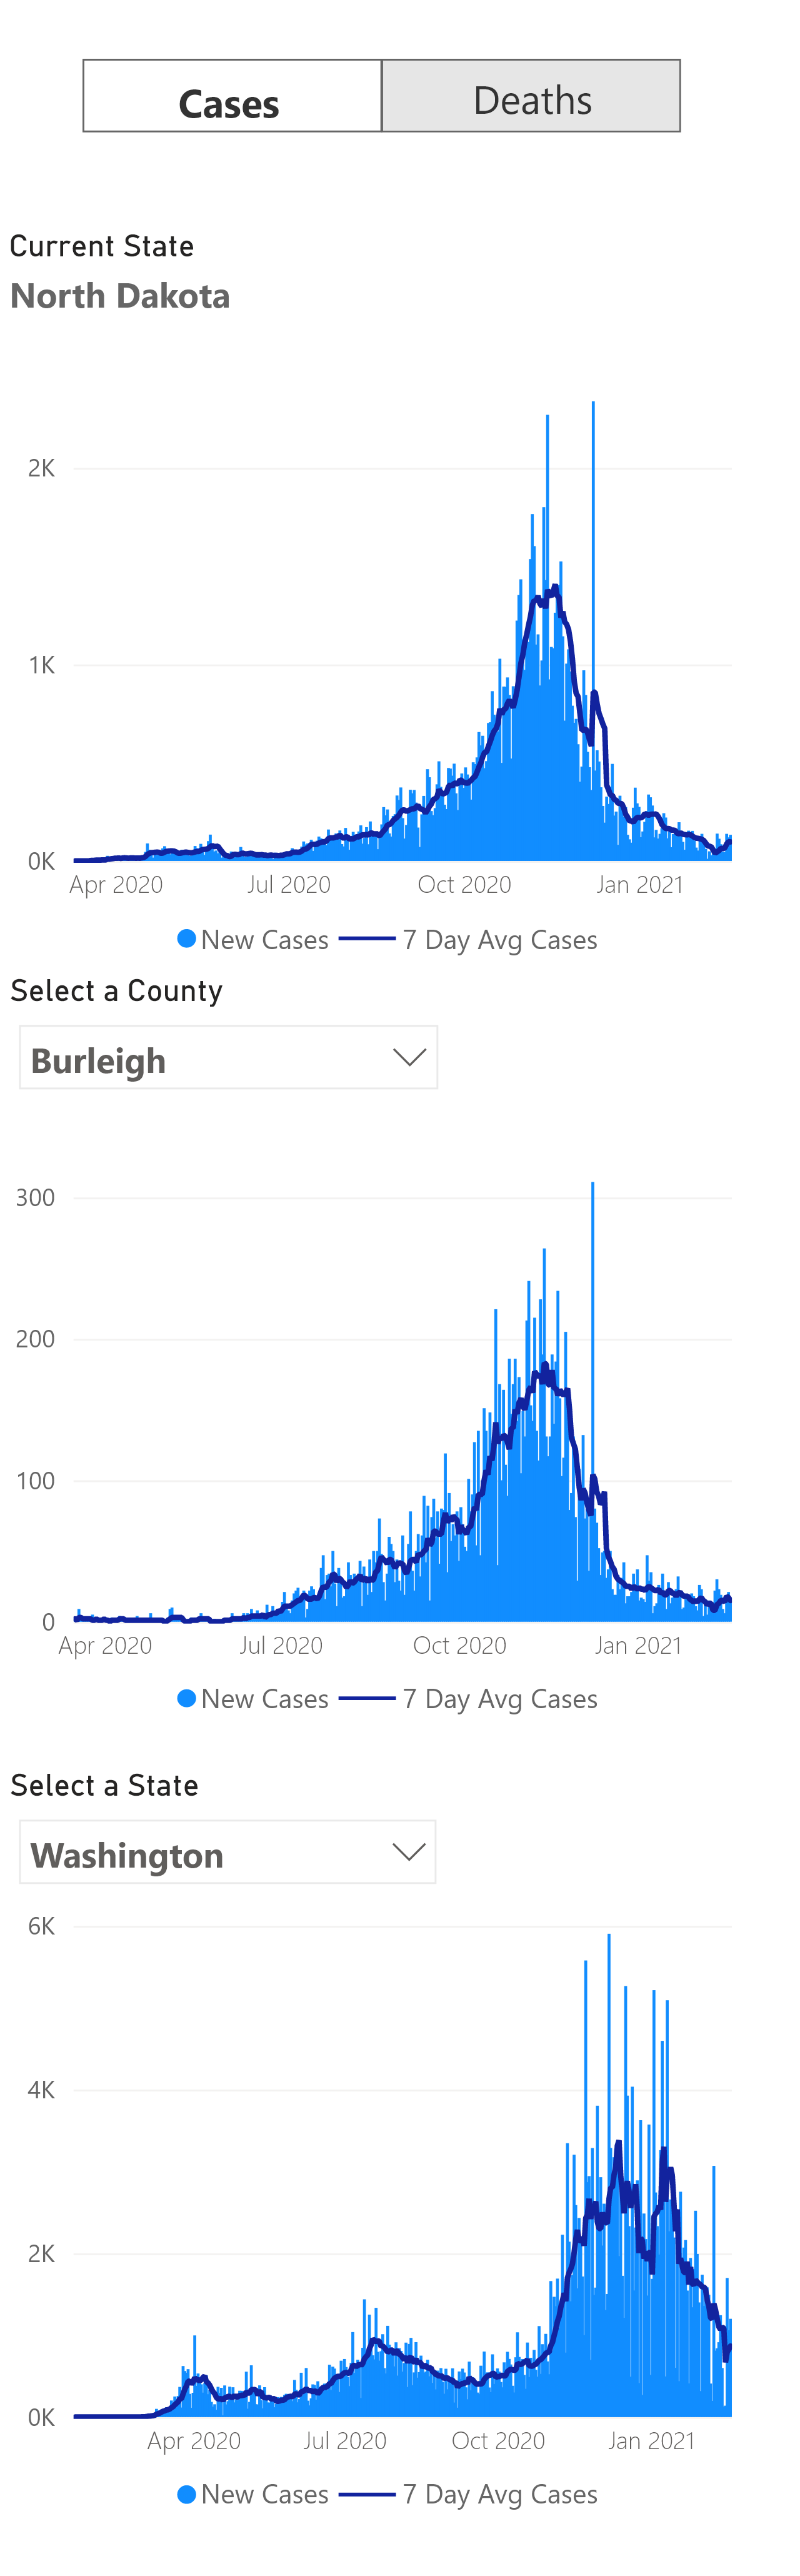 Cases Deaths
Current State
North Dakota
2K
1K
0K
Apr 2020 Jul 2020 Oct 2020 Jan 2021
New Cases 7 Day Avg Cases
Select a County
Burleigh
300
200
100
0
Apr 2020 Jul 2020 Oct 2020 Jan 2021
New Cases 7 Day Avg Cases
Select a State
Washington
6K
4K
2K
0K
Apr 2020 Jul 2020 Oct 2020 Jan 2021
New Cases 7 Day Avg Cases